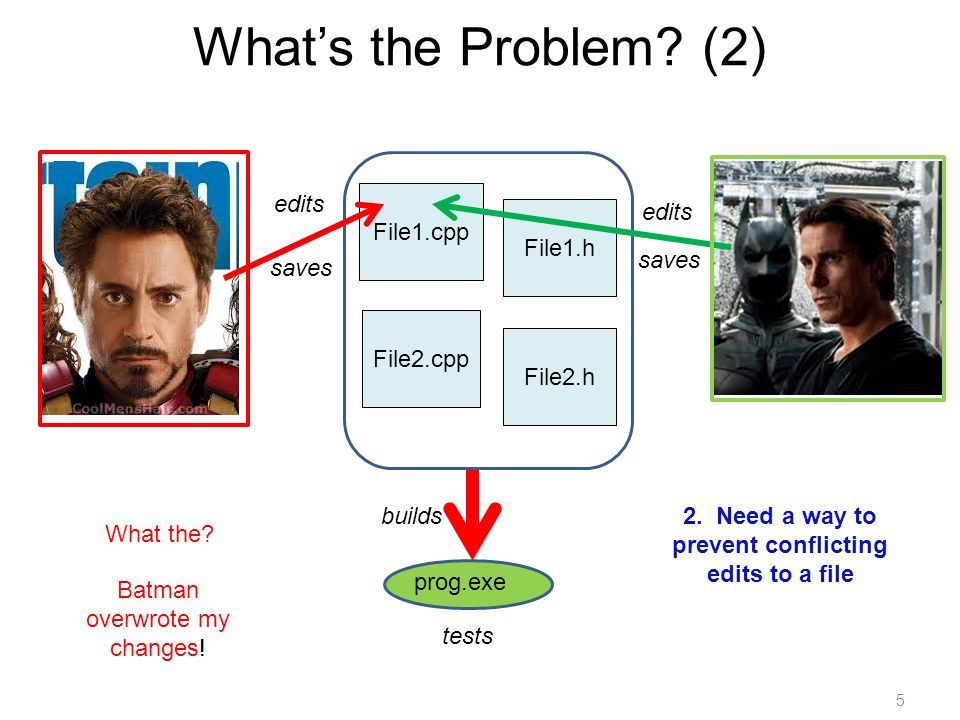 What's the Problem? (2)
edits
saves
File1.cpp
File1.h
File2.cpp
File2.h
edits
saves
CoolMensHair.com
builds
prog.exe
tests
What the?
Batman
overwrote my
changes!
2. Need a way to
prevent conflicting
edits to a file
5